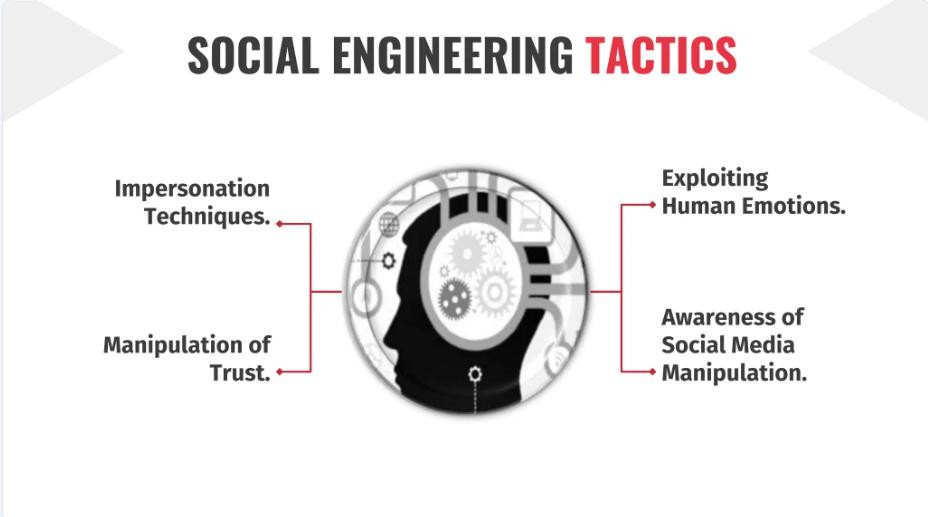 SOCIAL ENGINEERING TACTICS
Impersonation
Techniques.
Manipulation of
Trust.
Exploiting
Human Emotions.
Awareness of
Social Media
Manipulation.